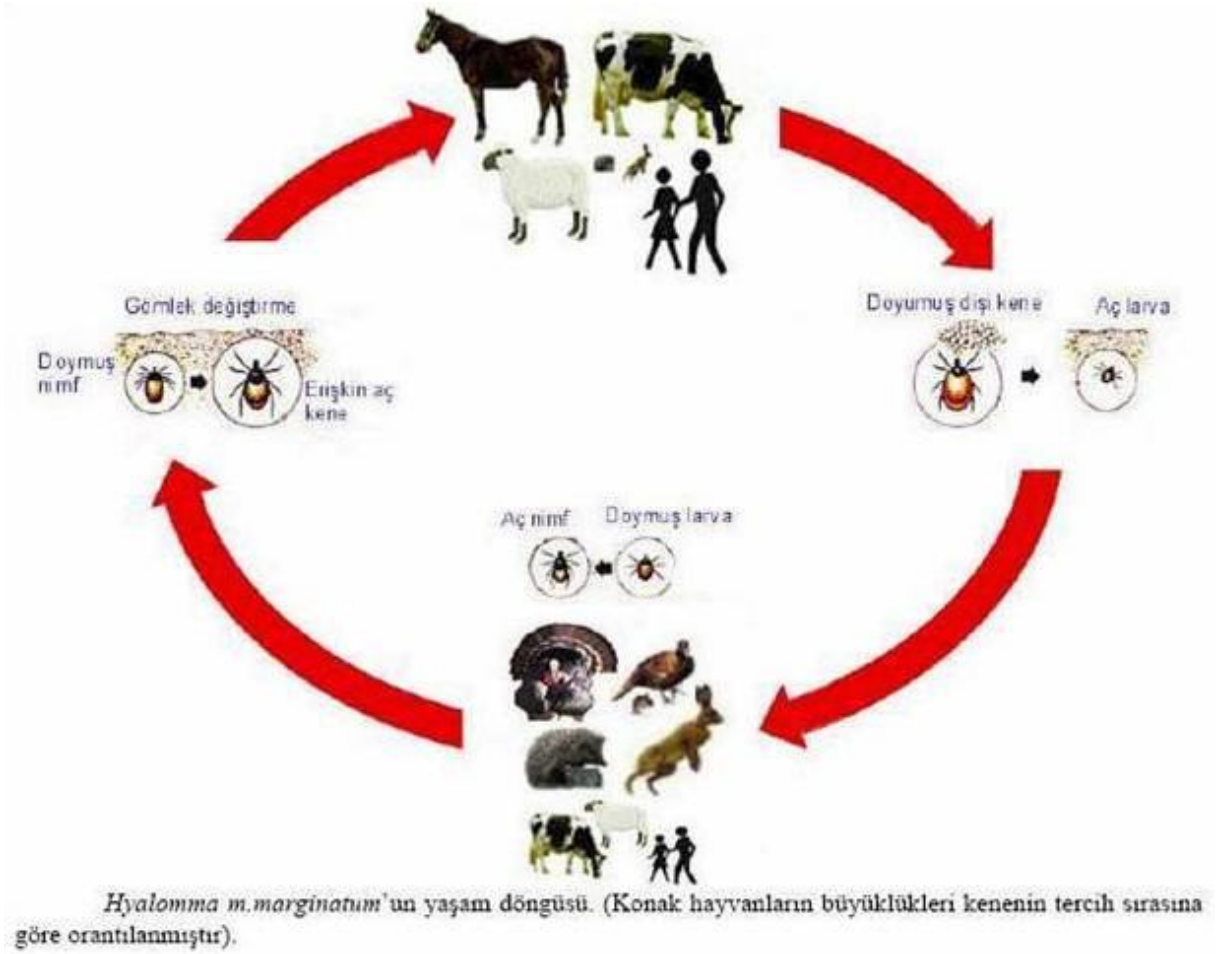 Gömlek değiştirme
Doymuş
nimf
Erişkin aç
kene
Doyumuş dişi kene
Aç larva
Aç nimf
Doymuş larva
Hyalomma m.marginatum'un yaşam döngüsü. (Konak hayvanların büyüklükleri kenenin tercih sırasına
göre orantılanmıştır).